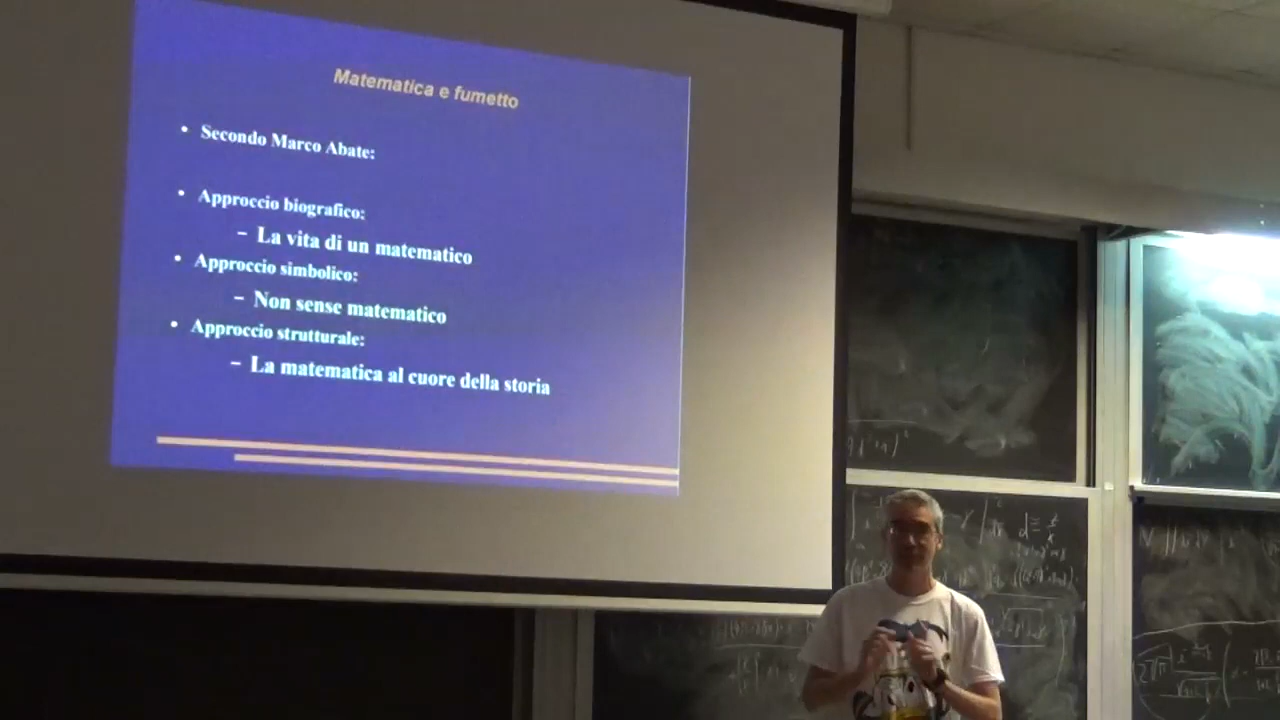 Matematica e fumetto
• Secondo Marco Abate:
• Approccio biografico:
– La vita di un matematico
• Approccio simbolico:
– Non sense matematico
• Approccio strutturale:
– La matematica al cuore della storia